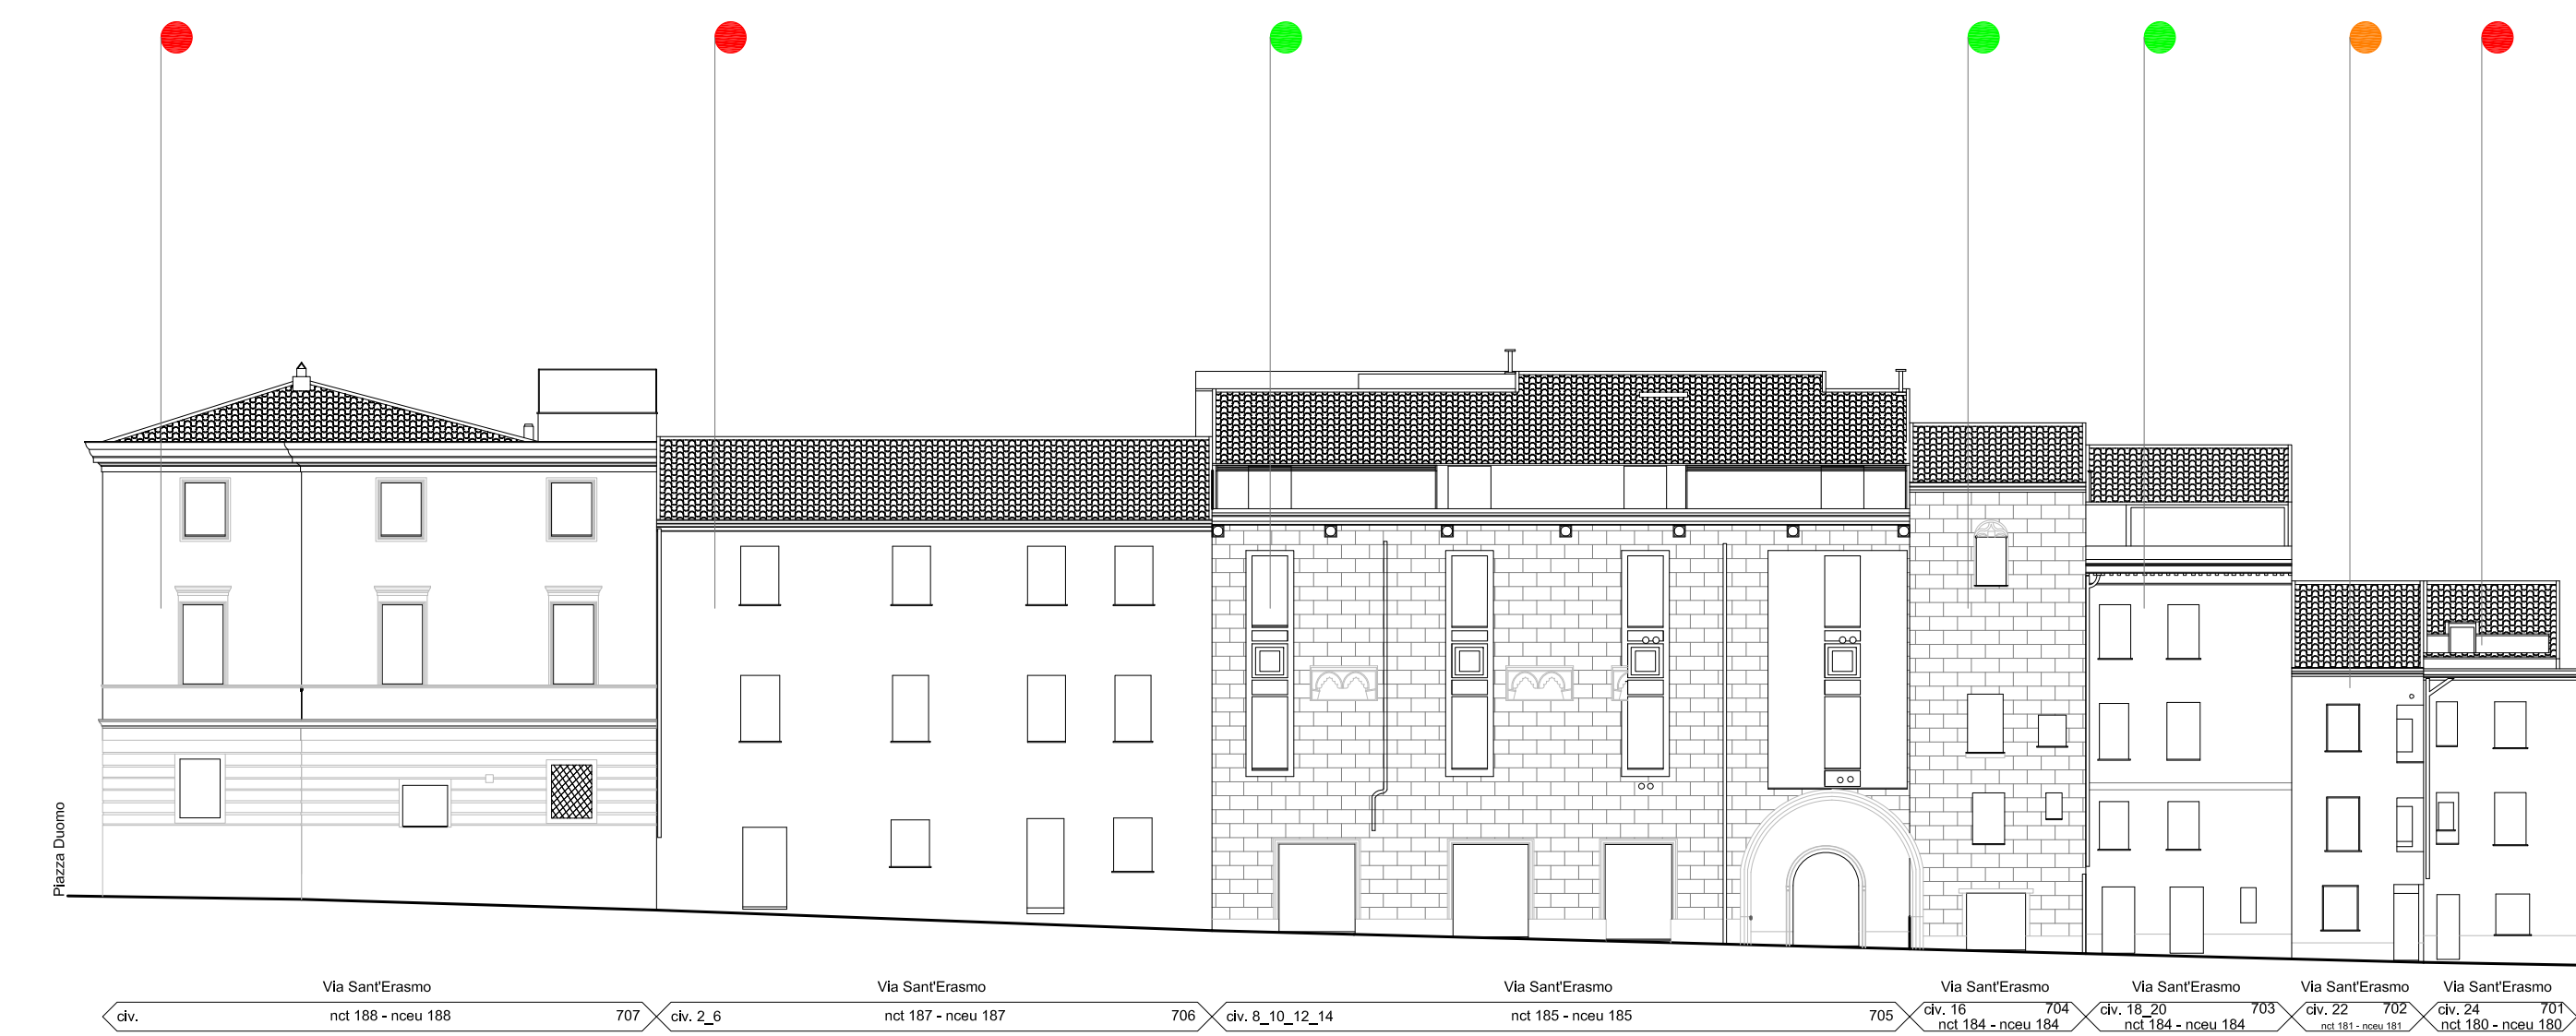 Piazza Duomo
Via Sant'Erasmo
civ. nct 188 - nceu 188 707
Via Sant'Erasmo
civ. 2_6 nct 187 - nceu 187 706
Via Sant'Erasmo
civ. 8_10_12_14 nct 185 - nceu 185 705
Via Sant'Erasmo
civ. 16 704
nct 184 - nceu 184
Via Sant'Erasmo
civ. 18_20 703
nct 184 - nceu 184
Via Sant'Erasmo
civ. 22 702
nct 181 - nceu 181
Via Sant'Erasmo
civ. 24 701
nct 180 - nceu 180